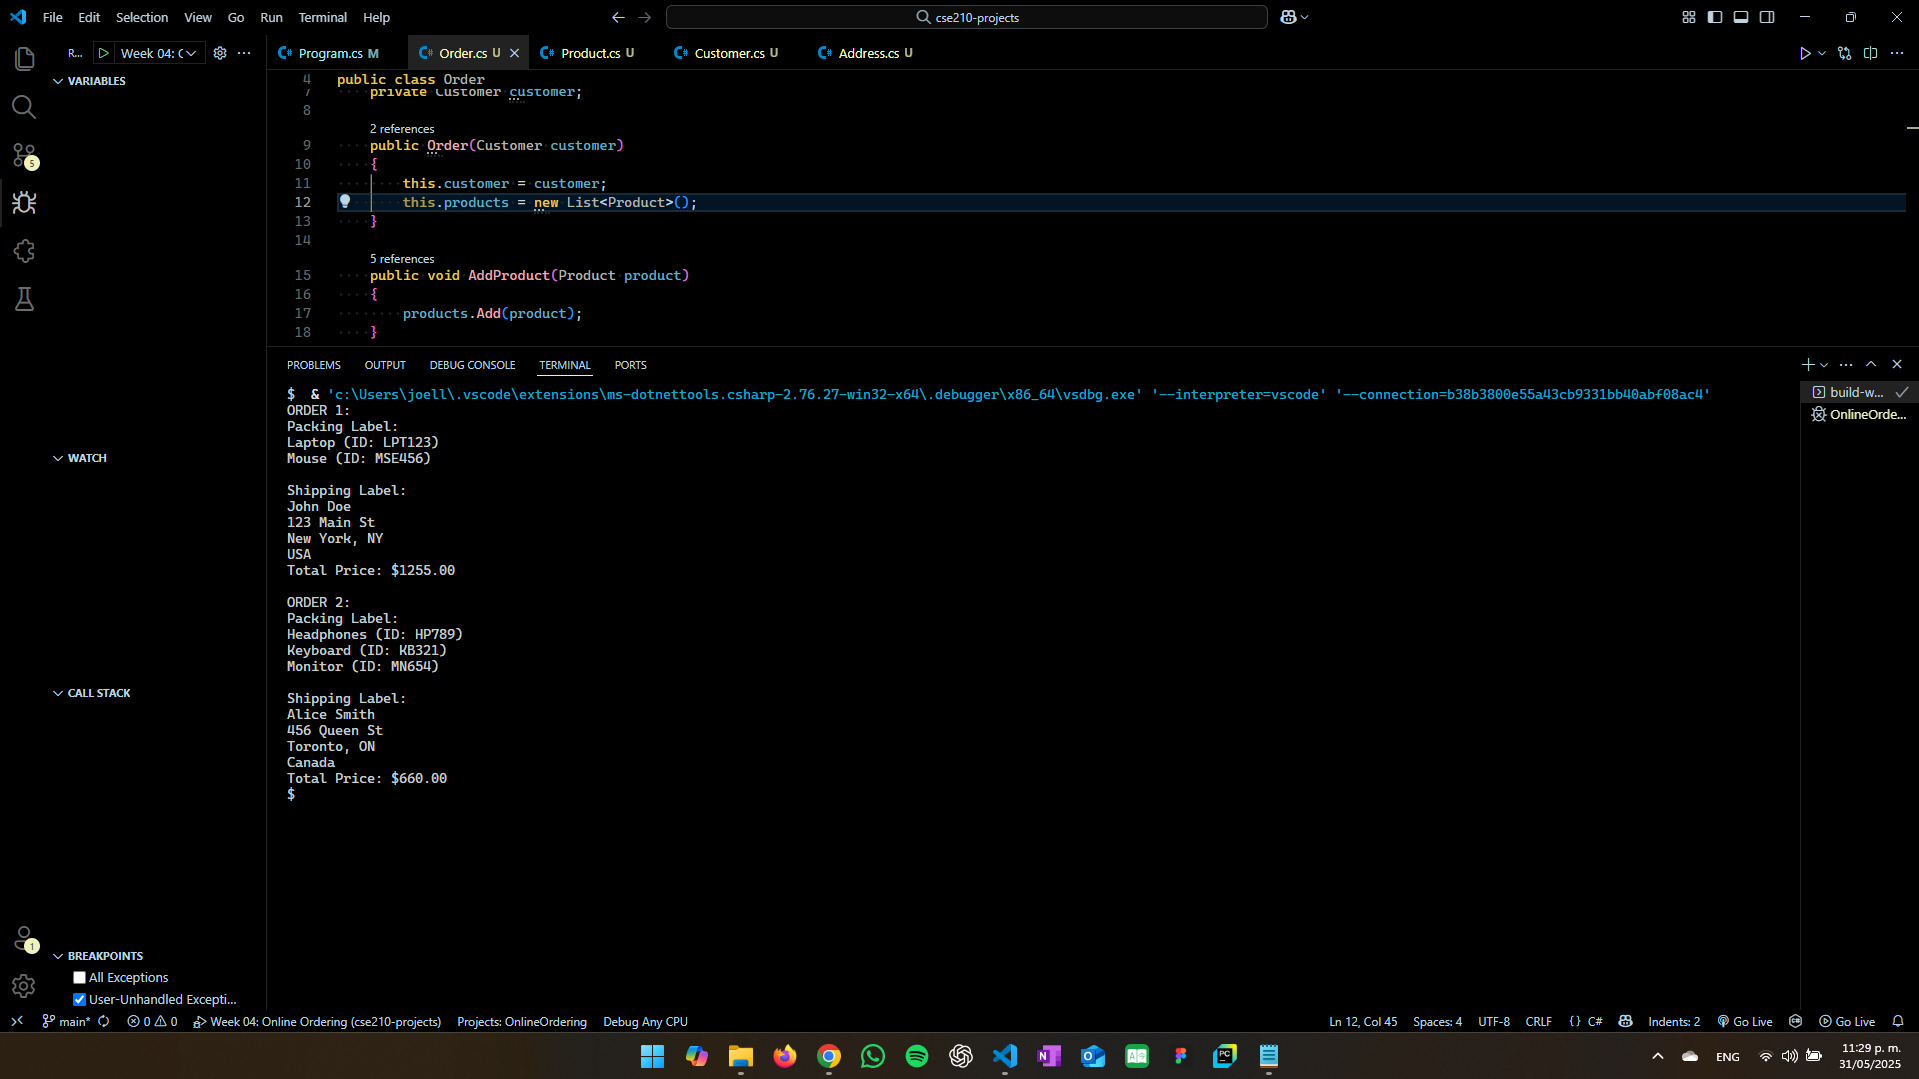 File Edit Selection View Go Run Terminal Help
cse210-projects
R... Week 04: C
Program.cs M
Order.cs U
Product.cs U
Customer.cs U
Address.cs U
VARIABLES
WATCH
CALL STACK
BREAKPOINTS
All Exceptions
User-Unhandled Excepti...
5
1
4 public class Order
7 private Customer customer;
8
2 references
9 public Order(Customer customer)
10 {
11 this.customer = customer;
12 this.products = new List<Product>();
13 }
14
5 references
15 public void AddProduct(Product product)
16 {
17 products.Add(product);
18 }
PROBLEMS OUTPUT DEBUG CONSOLE TERMINAL PORTS
$ & 'c:\Users\joell\.vscode\extensions\ms-dotnettools.csharp-2.76.27-win32-x64\.debugger\x86_64\vsdbg.exe' '--interpreter=vscode' '--connection=b38b3800e55a43cb9331bb40abf08ac4'
ORDER 1:
Packing Label:
Laptop (ID: LPT123)
Mouse (ID: MSE456)
Shipping Label:
John Doe
123 Main St
New York, NY
USA
Total Price: $1255.00
ORDER 2:
Packing Label:
Headphones (ID: HP789)
Keyboard (ID: KB321)
Monitor (ID: MN654)
Shipping Label:
Alice Smith
456 Queen St
Toronto, ON
Canada
Total Price: $660.00
$
build-w...
OnlineOrde...
main* 0 0 Week 04: Online Ordering (cse210-projects) Projects: OnlineOrdering Debug Any CPU
Ln 12, Col 45 Spaces: 4 UTF-8 CRLF {} C# Indents: 2 Go Live Go Live
ENG
11:29 p. m.
31/05/2025